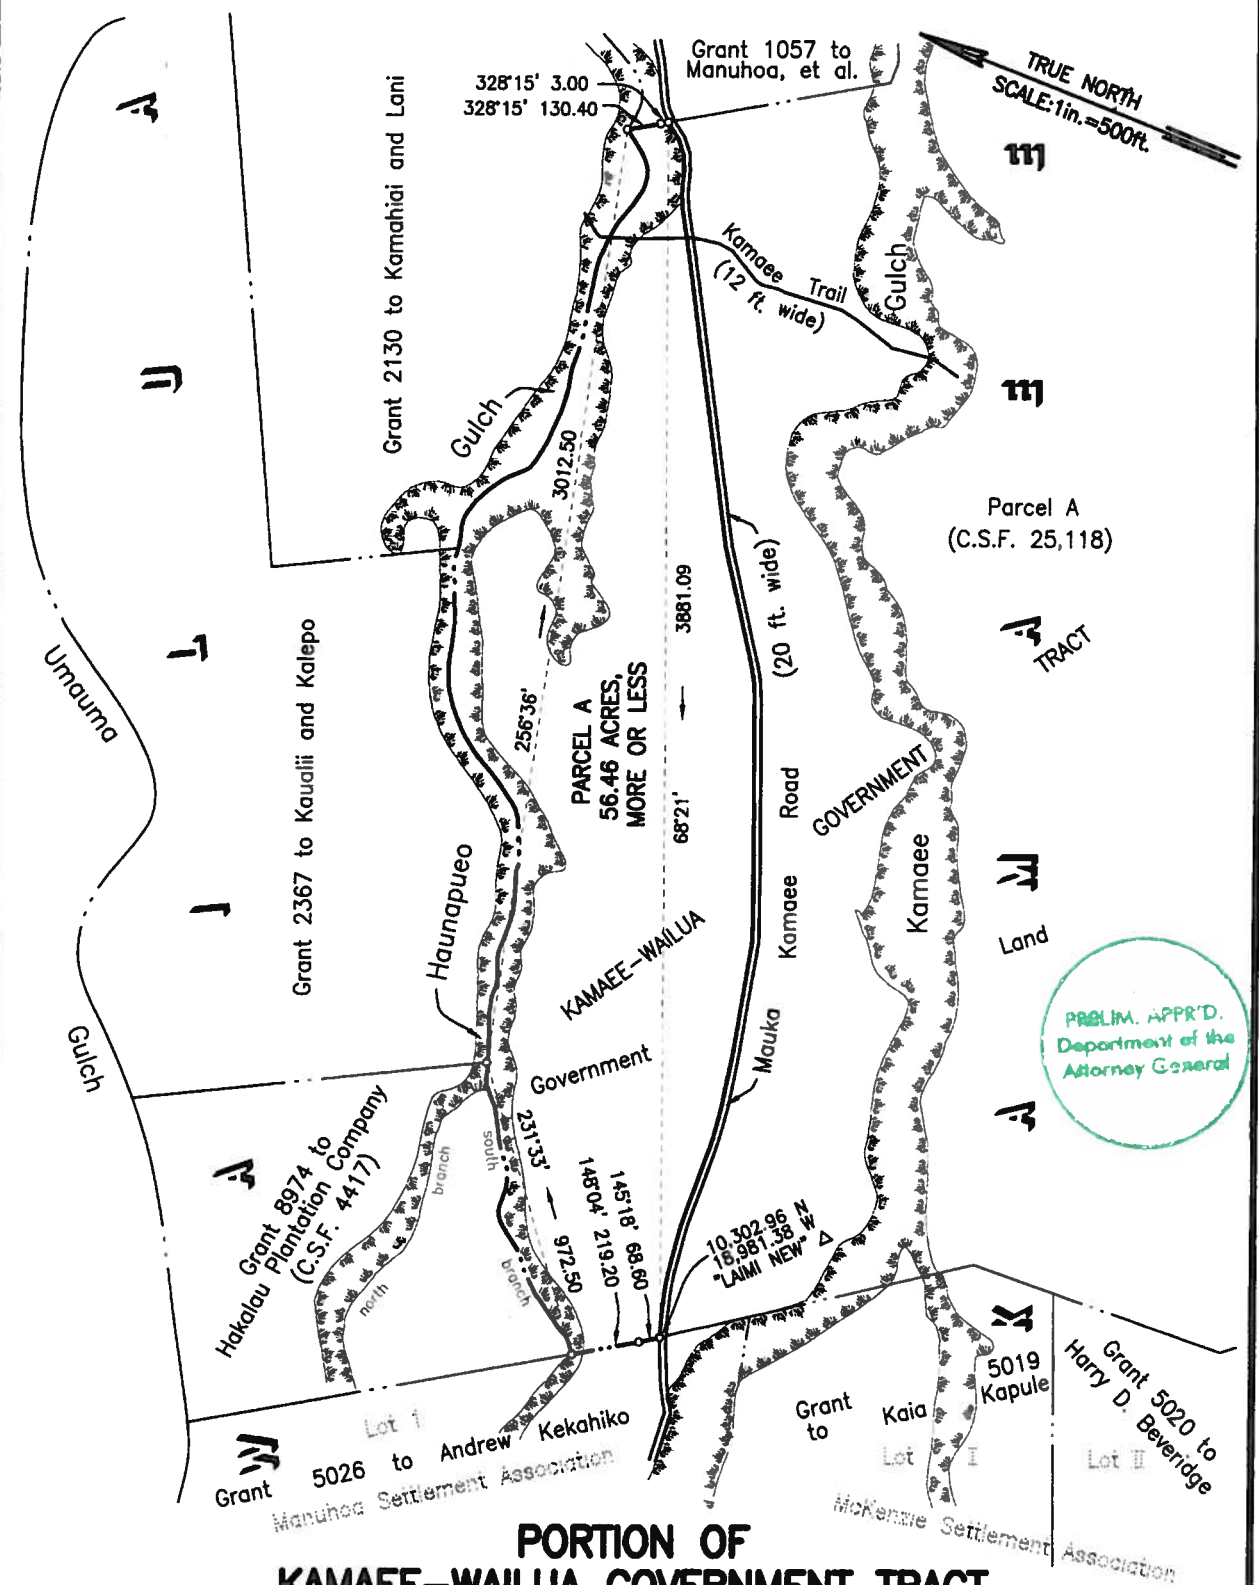 Grant 1057 to
Manuhoa, et al.
TRUE NORTH
SCALE:1in.=500ft.
328°15' 3.00
328°15' 130.40
Grant 2130 to Kamahiai and Lani
Kamaee Trail
(12 ft. wide)
Gulch
Gulch
3012.50
Parcel A
(C.S.F. 25,118)
3881.09
(20 ft. wide)
Umauma
Grant 2367 to Kaualii and Kalepo
256°36'
PARCEL A
56.46 ACRES,
MORE OR LESS
68°21'
TRACT
GOVERNMENT
Mauka Kamaee Road
Kamaee
Haunapueo
KAMAEE-WAILUA
Land
Government
Gulch
PRELIM. APPR'D.
Department of the
Attorney General
W A I L U A
K A M A E E
Grant 8974 to
Hakalau Plantation Company
(C.S.F. 4417)
north branch
south branch
231°33' 972.50
148°04' 219.20
145°18' 68.60
10,302.96 N
18,981.38 W
"LAIMI NEW"
Lot 1
Grant 5026 to Andrew Kekahiko
Manuhoa Settlement Association
Grant 5019
to Kaia Kapule
Lot I
Grant 5020 to
Harry D. Beveridge
Lot II
McKenzie Settlement Association
PORTION OF
KAMAEE-WAILUA GOVERNMENT TRACT